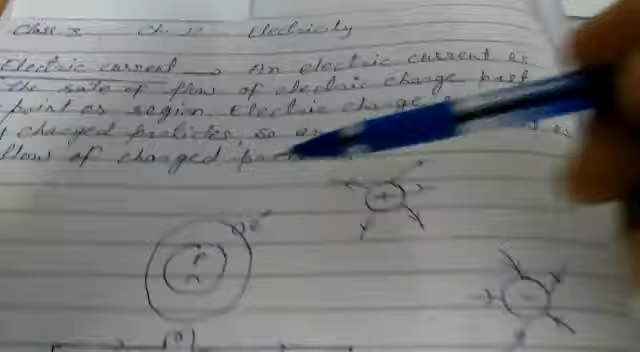 Class X Ch. 12 Electricity
Electric current → An electric current is
the rate of flow of electric charge past
point or region Electric charge
charged particles, so an
flow of charged
e⁻
+
P
n
-